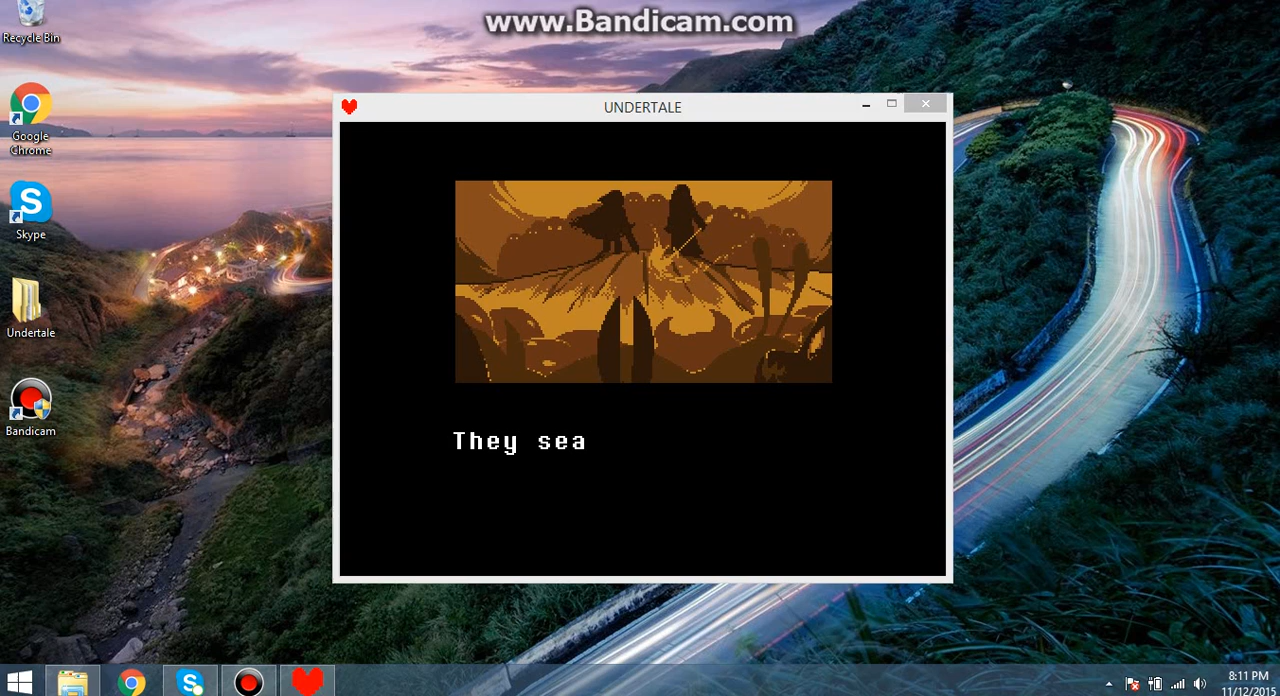 www.Bandicam.com
Recycle Bin
Google
Chrome
Skype
Undertale
Bandicam
UNDERTALE
They sea
8:11 PM
11/12/2015